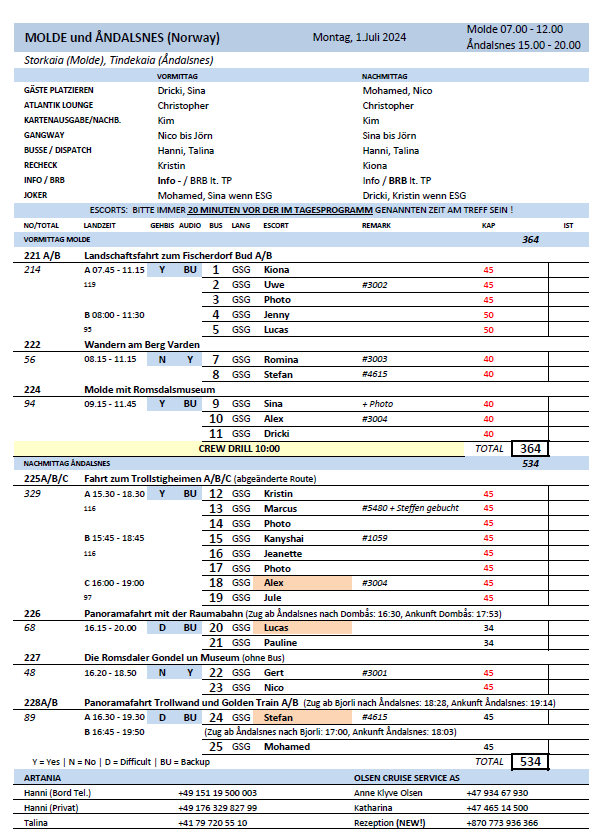 MOLDE und ÅNDALSNES (Norway) Montag, 1.Juli 2024 Molde 07.00 - 12.00
Åndalsnes 15.00 - 20.00
Storkaia (Molde), Tindekaia (Åndalsnes)
VORMITTAG NACHMITTAG
GÄSTE PLATZIEREN Dricki, Sina Mohamed, Nico
ATLANTIK LOUNGE Christopher Christopher
KARTENAUSGABE/NACHB. Kim Kim
GANGWAY Nico bis Jörn Sina bis Jörn
BUSSE / DISPATCH Hanni, Talina Hanni, Talina
RECHECK Kristin Kiona
INFO / BRB Info - / BRB lt. TP Info / BRB lt. TP
JOKER Mohamed, Sina wenn ESG Dricki, Kristin wenn ESG
ESCORTS: BITTE IMMER 20 MINUTEN VOR DER IM TAGESPROGRAMM GENANNTEN ZEIT AM TREFF SEIN !
NO/TOTAL LANDZEIT GEHBIS AUDIO BUS LANG ESCORT REMARK KAP IST
VORMITTAG MOLDE 364
221 A/B Landschaftsfahrt zum Fischerdorf Bud A/B
214 A 07.45 - 11.15 Y BU 1 GSG Kiona 45
119 2 GSG Uwe #3002 45
3 GSG Photo 45
B 08:00 - 11:30 4 GSG Jenny 50
95 5 GSG Lucas 50
222 Wandern am Berg Varden
56 08.15 - 11.15 N Y 7 GSG Romina #3003 40
8 GSG Stefan #4615 40
224 Molde mit Romsdalsmuseum
94 09.15 - 11.45 Y BU 9 GSG Sina + Photo 40
10 GSG Alex #3004 40
11 GSG Dricki 40
CREW DRILL 10:00 TOTAL 364
NACHMITTAG ÅNDALSNES 534
225A/B/C Fahrt zum Trollstigheimen A/B/C (abgeänderte Route)
329 A 15.30 - 18.30 Y BU 12 GSG Kristin 45
116 13 GSG Marcus #5480 + Steffen gebucht 45
14 GSG Photo 45
B 15:45 - 18:45 15 GSG Kanyshai #1059 45
116 16 GSG Jeanette 45
17 GSG Photo 45
C 16:00 - 19:00 18 GSG Alex #3004 45
97 19 GSG Jule 45
226 Panoramafahrt mit der Raumabahn (Zug ab Åndalsnes nach Dombås: 16:30, Ankunft Dombås: 17:53)
68 16.15 - 20.00 D BU 20 GSG Lucas 34
21 GSG Pauline 34
227 Die Romsdaler Gondel un Museum (ohne Bus)
48 16.20 - 18.50 N Y 22 GSG Gert #3001 45
23 GSG Nico 45
228A/B Panoramafahrt Trollwand und Golden Train A/B (Zug ab Bjorli nach Åndalsnes: 18:28, Ankunft Åndalsnes: 19:14)
89 A 16.30 - 19.30 D BU 24 GSG Stefan #4615 45
B 16:45 - 19:50 (Zug ab Åndalsnes nach Bjorli: 17:00, Ankunft Åndalsnes: 18:03)
25 GSG Mohamed 45
Y = Yes | N = No | D = Difficult | BU = Backup TOTAL 534
ARTANIA OLSEN CRUISE SERVICE AS
Hanni (Bord Tel.) +49 151 19 500 003 Anne Klyve Olsen +47 934 67 930
Hanni (Privat) +49 176 329 827 99 Katharina +47 465 14 500
Talina +41 79 720 55 10 Rezeption (NEW!) +870 773 936 366